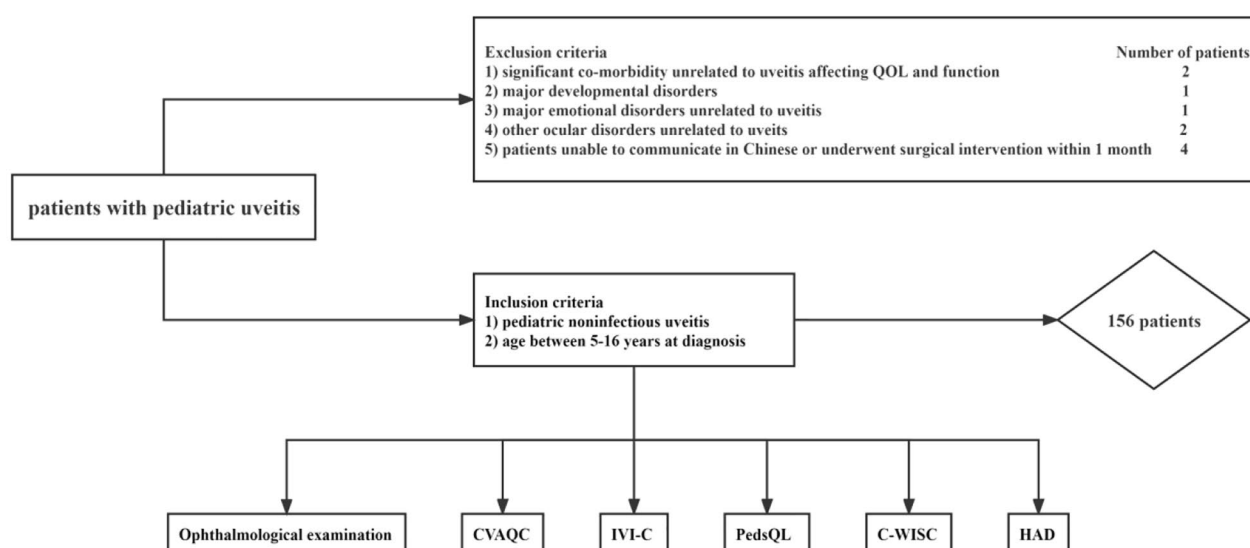 Exclusion criteria Number of patients
1) significant co-morbidity unrelated to uveitis affecting QOL and function 2
2) major developmental disorders 1
3) major emotional disorders unrelated to uveitis 1
4) other ocular disorders unrelated to uveits 2
5) patients unable to communicate in Chinese or underwent surgical intervention within 1 month 4
patients with pediatric uveitis
Inclusion criteria
1) pediatric noninfectious uveitis
2) age between 5-16 years at diagnosis
156 patients
Ophthalmological examination CVAQC IVI-C PedsQL C-WISC HAD